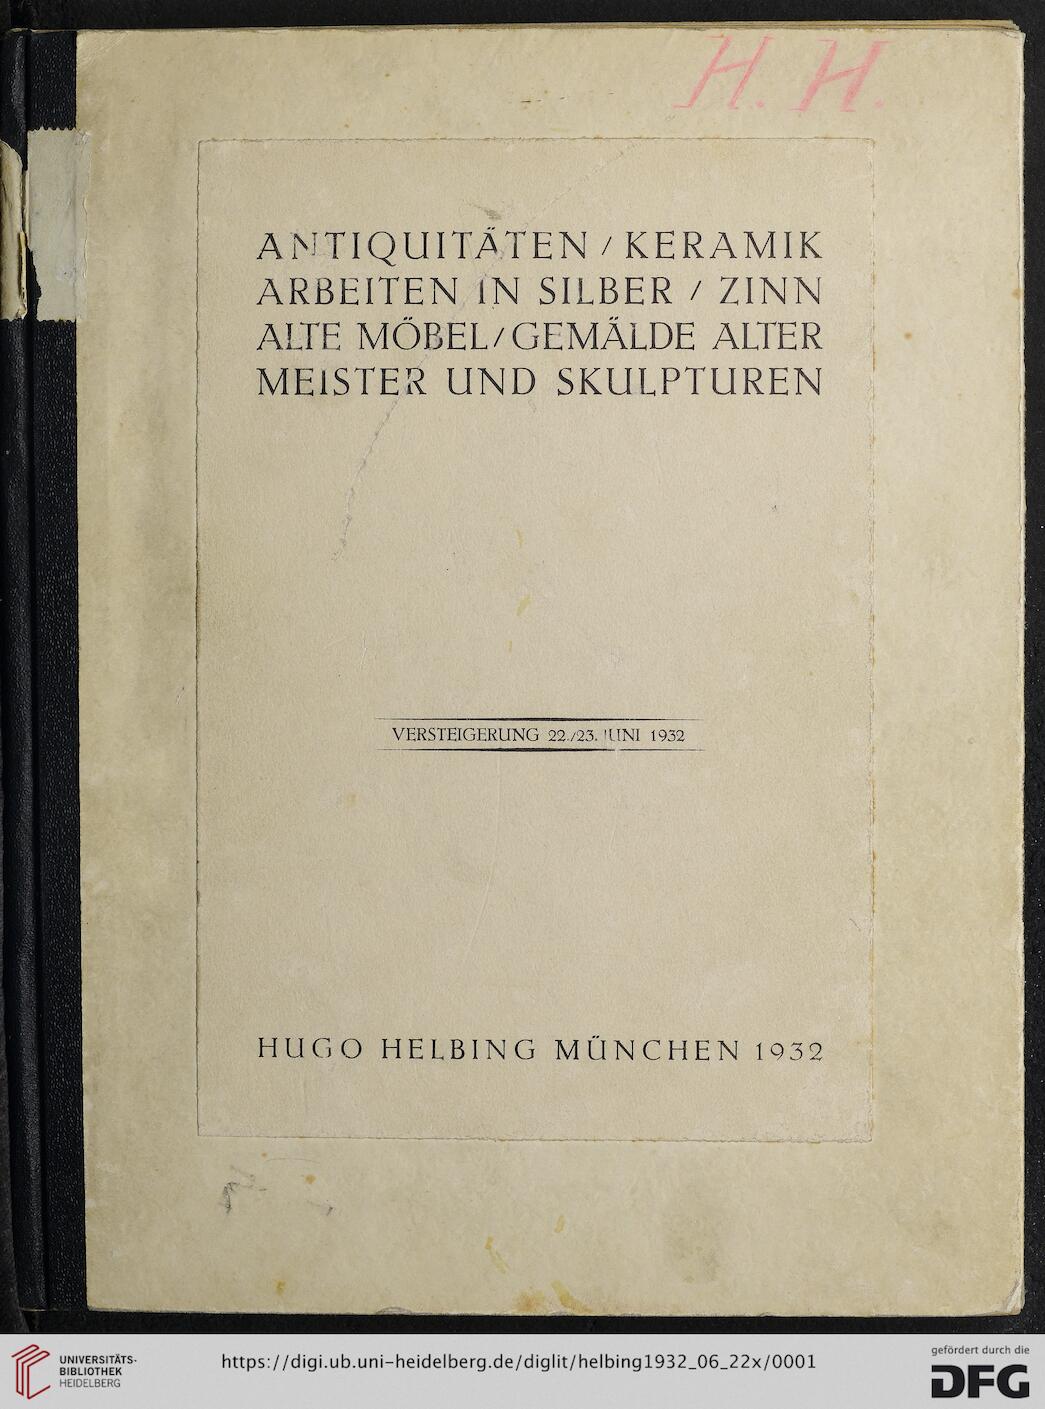 H. H.
ANTIQUITÄTEN / KERAMIK
ARBEITEN IN SILBER / ZINN
ALTE MÖBEL / GEMÄLDE ALTER
MEISTER UND SKULPTUREN
VERSTEIGERUNG 22./23. JUNI 1932
HUGO HELBING MÜNCHEN 1932
UNIVERSITÄTS-
BIBLIOTHEK
HEIDELBERG
https://digi.ub.uni-heidelberg.de/diglit/helbing1932_06_22x/0001
gefördert durch die
DFG